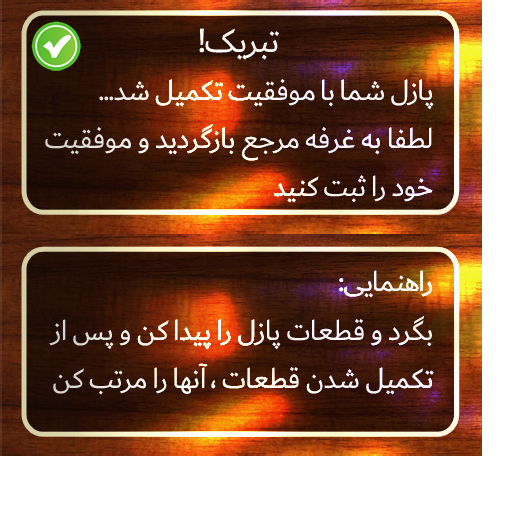 تبریک!
پازل شما با موفقیت تکمیل شد...
لطفا به غرفه مرجع بازگردید و موفقیت
خود را ثبت کنید
راهنمایی:
بگرد و قطعات پازل را پیدا کن و پس از
تکمیل شدن قطعات ، آنها را مرتب کن